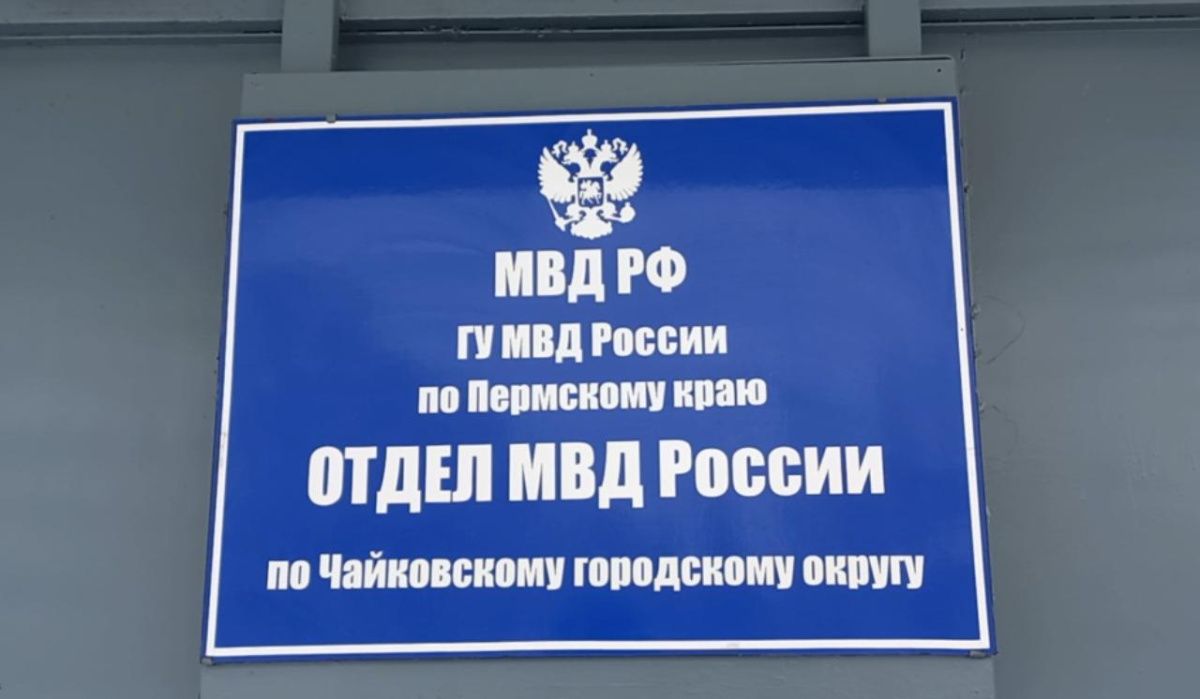 МВД РФ
ГУ МВД России
по Пермскому краю
ОТДЕЛ МВД России
по Чайковскому городскому округу